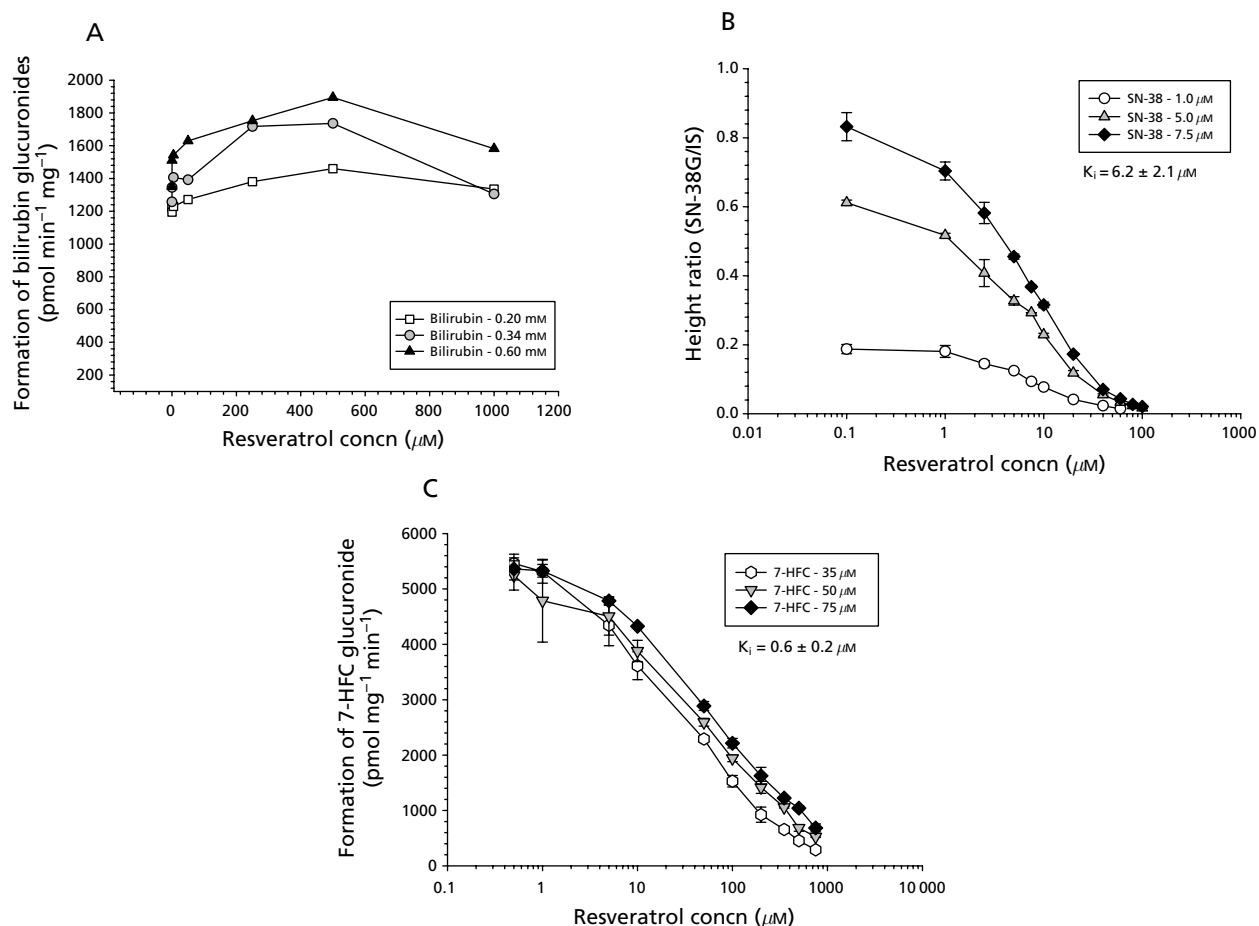 A
Formation of bilirubin glucuronides
(pmol min⁻¹ mg⁻¹)
2000
1800
1600
1400
1200
1000
800
600
400
200
Bilirubin - 0.20 mM
Bilirubin - 0.34 mM
Bilirubin - 0.60 mM
0 200 400 600 800 1000 1200
Resveratrol concn (μM)
B
Height ratio (SN-38G/IS)
1.0
0.8
0.6
0.4
0.2
0.0
SN-38 - 1.0 μM
SN-38 - 5.0 μM
SN-38 - 7.5 μM
Kᵢ = 6.2 ± 2.1 μM
0.01 0.1 1 10 100 1000
Resveratrol concn (μM)
C
Formation of 7-HFC glucuronide
(pmol mg⁻¹ min⁻¹)
6000
5000
4000
3000
2000
1000
0
7-HFC - 35 μM
7-HFC - 50 μM
7-HFC - 75 μM
Kᵢ = 0.6 ± 0.2 μM
0.1 1 10 100 1000 10 000
Resveratrol concn (μM)